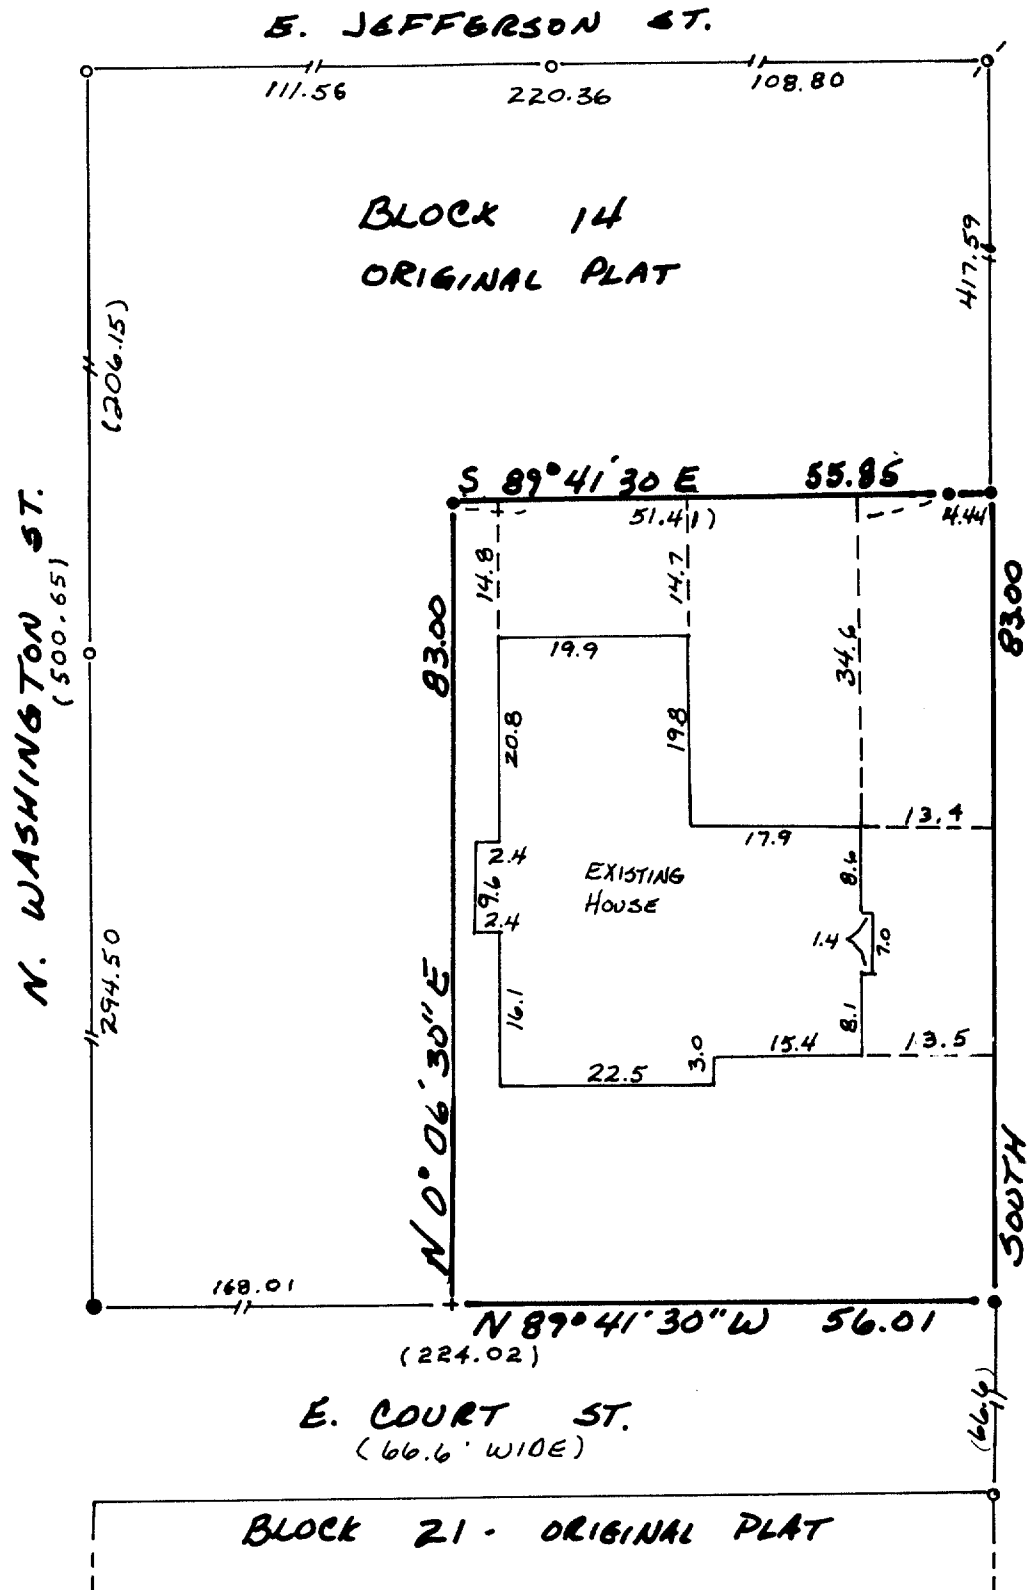 E. JEFFERSON ST.
111.56
220.36
108.80
BLOCK 14
ORIGINAL PLAT
417.59
(206.15)
S 89° 41' 30 E 55.85
51.41)
4.44
14.8
14.7
34.6
83.00
83.00
N. WASHINGTON ST.
(500.65)
19.9
20.8
19.8
17.9
13.4
2.4
9.6
2.4
EXISTING
HOUSE
8.6
1.4
7.0
8.1
16.1
22.5
3.0
15.4
13.5
294.50
N 0° 06' 30" E
SOUTH
168.01
N 89° 41' 30" W 56.01
(224.02)
E. COURT ST.
(66.6' WIDE)
(66.6)
BLOCK 21 - ORIGINAL PLAT